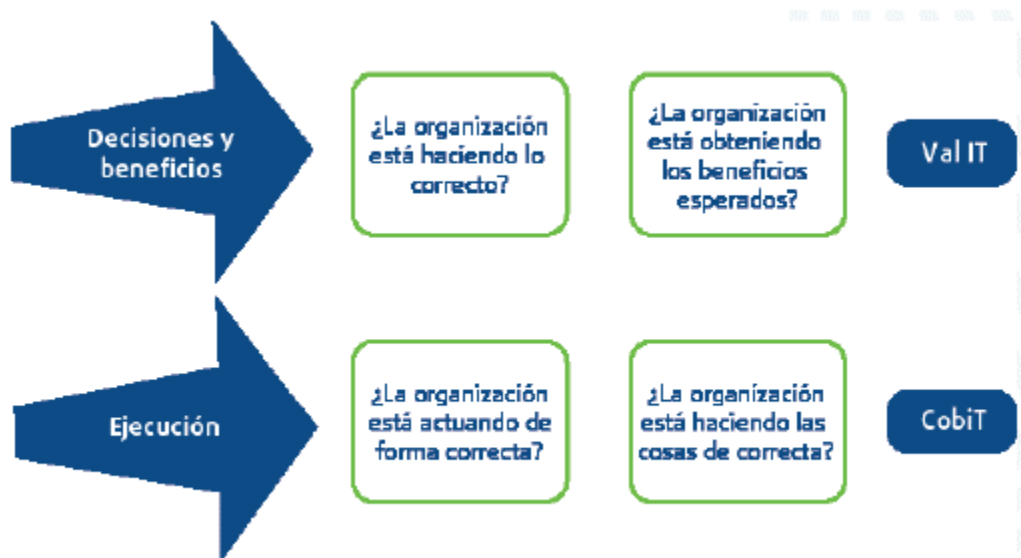 Decisiones y
beneficios
¿La organización
está haciendo lo
correcto?
¿La organización
está obteniendo
los beneficios
esperados?
Val IT
Ejecución
¿La organización
está actuando de
forma correcta?
¿La organización
está haciendo las
cosas de correcta?
CobiT